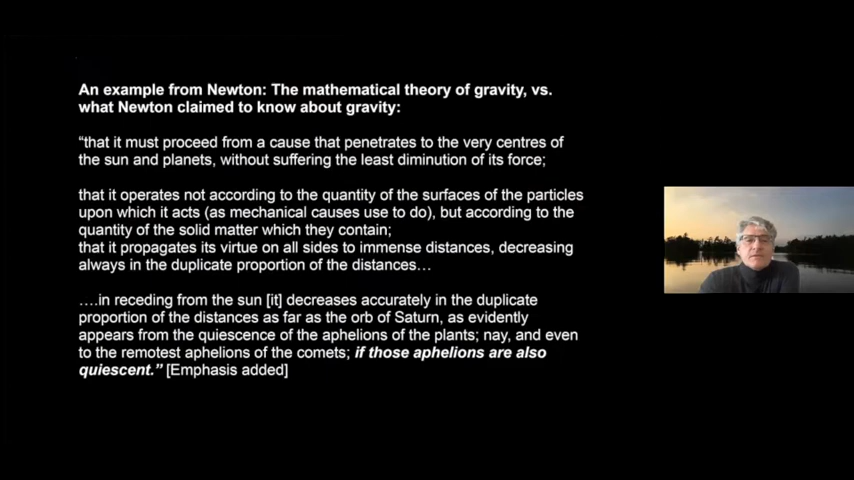 An example from Newton: The mathematical theory of gravity, vs.
what Newton claimed to know about gravity:
“that it must proceed from a cause that penetrates to the very centres of
the sun and planets, without suffering the least diminution of its force;
that it operates not according to the quantity of the surfaces of the particles
upon which it acts (as mechanical causes use to do), but according to the
quantity of the solid matter which they contain;
that it propagates its virtue on all sides to immense distances, decreasing
always in the duplicate proportion of the distances…
….in receding from the sun [it] decreases accurately in the duplicate
proportion of the distances as far as the orb of Saturn, as evidently
appears from the quiescence of the aphelions of the plants; nay, and even
to the remotest aphelions of the comets; if those aphelions are also
quiescent.” [Emphasis added]